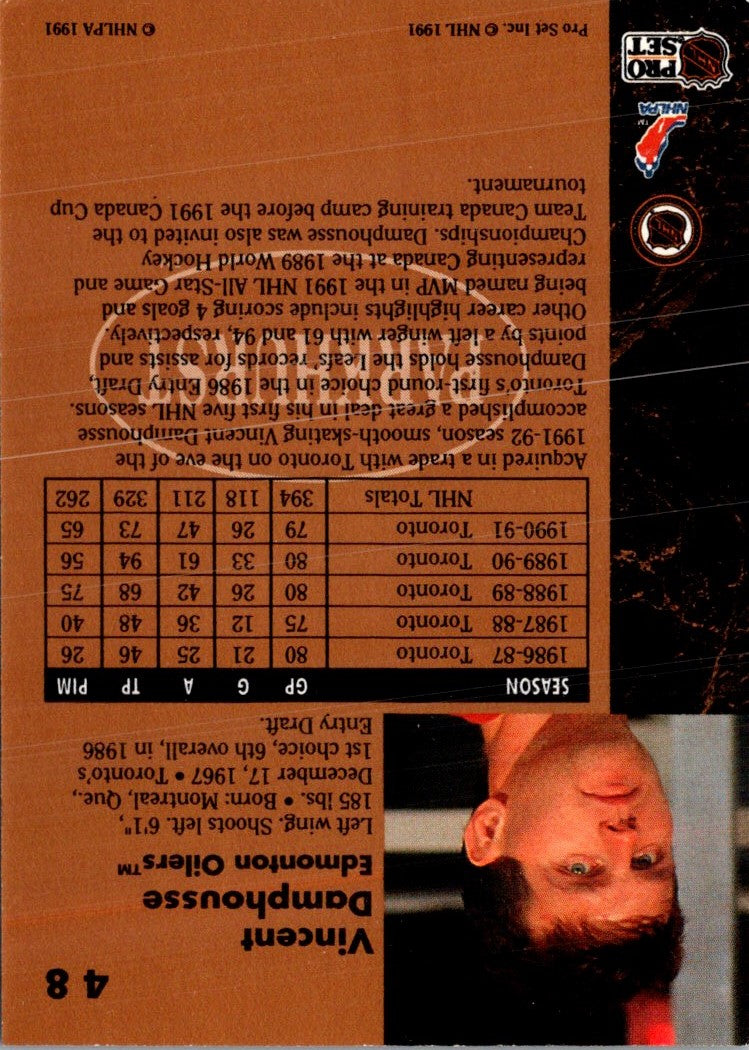 48
Vincent
Damphousse
Edmonton Oilers™
Left wing. Shoots left. 6'1",
185 lbs. • Born: Montreal, Que.,
December 17, 1967 • Toronto's
1st choice, 6th overall, in 1986
Entry Draft.
SEASON GP G A TP PIM
1986-87 Toronto 80 21 25 46 26
1987-88 Toronto 75 12 36 48 40
1988-89 Toronto 80 26 42 68 75
1989-90 Toronto 80 33 61 94 56
1990-91 Toronto 79 26 47 73 65
NHL Totals 394 118 211 329 262
Acquired in a trade with Toronto on the eve of the
1991-92 season, smooth-skating Vincent Damphousse
accomplished a great deal in his first five NHL seasons.
Toronto's first-round choice in the 1986 Entry Draft,
Damphousse holds the Leafs' records for assists and
points by a left winger with 61 and 94, respectively.
Other career highlights include scoring 4 goals and
being named MVP in the 1991 NHL All-Star Game and
representing Canada at the 1989 World Hockey
Championships. Damphousse was also invited to the
Team Canada training camp before the 1991 Canada Cup
tournament.
PARKHURST
NHL
NHLPA
™
PRO
SET
NHL
Pro Set Inc. © NHL 1991
© NHLPA 1991